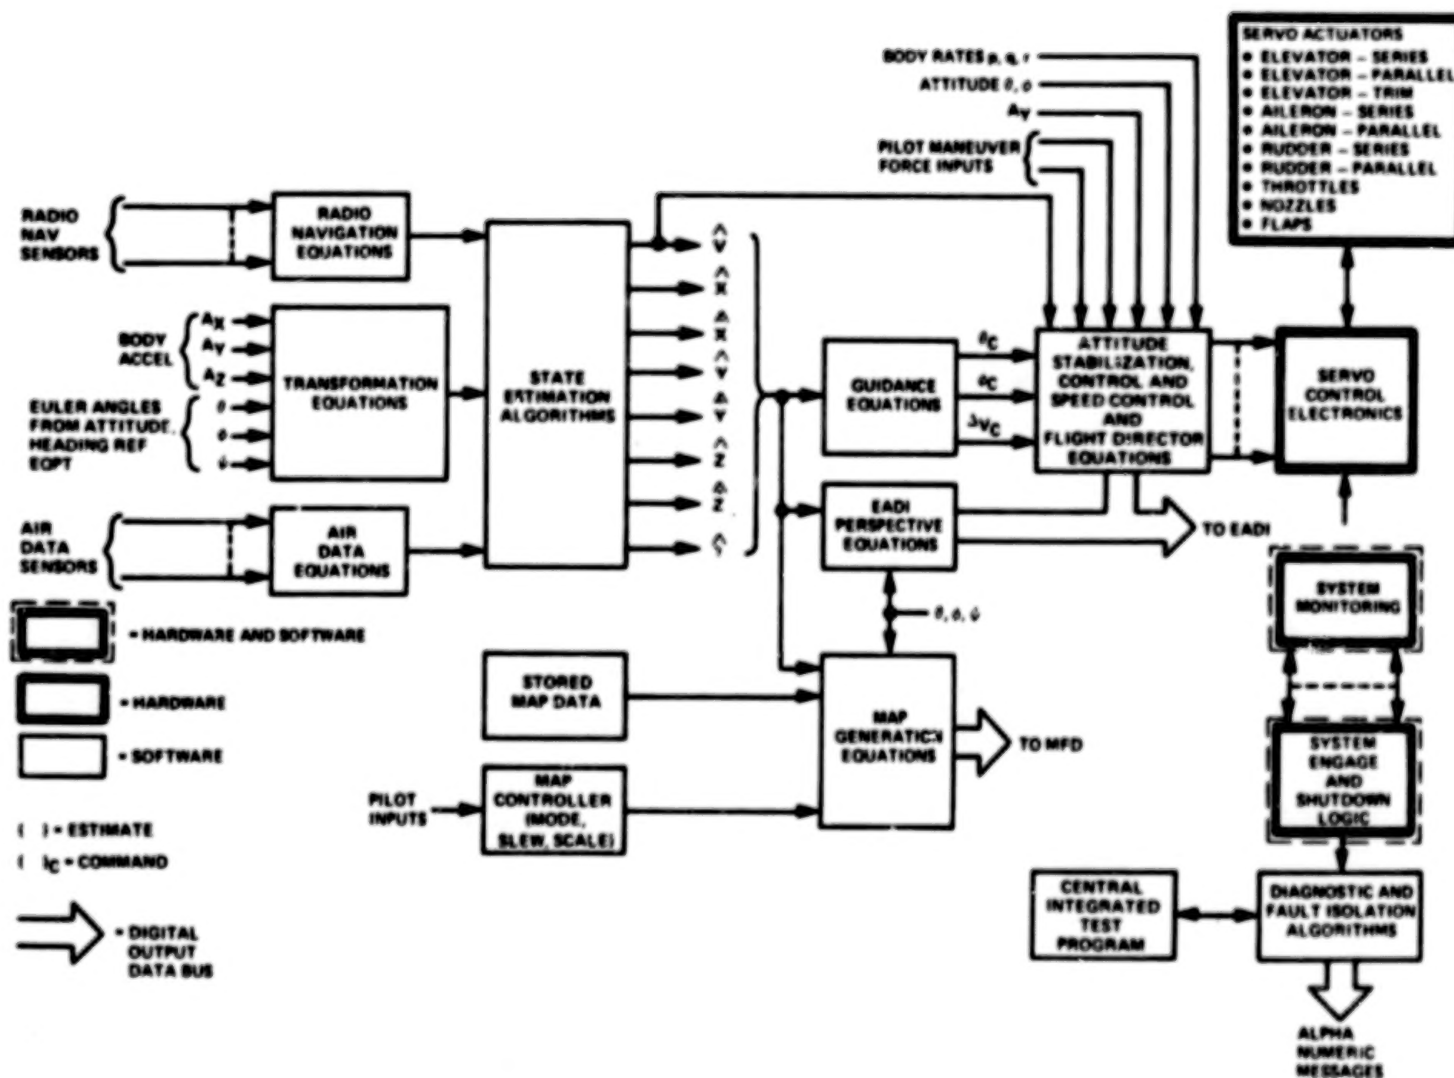 BODY RATES p, q, r
ATTITUDE θ, φ
AY
PILOT MANEUVER
FORCE INPUTS
SERVO ACTUATORS
• ELEVATOR – SERIES
• ELEVATOR – PARALLEL
• ELEVATOR – TRIM
• AILERON – SERIES
• AILERON – PARALLEL
• RUDDER – SERIES
• RUDDER – PARALLEL
• THROTTLES
• NOZZLES
• FLAPS
RADIO
NAV
SENSORS
RADIO
NAVIGATION
EQUATIONS
BODY
ACCEL
AX
AY
AZ
EULER ANGLES
FROM ATTITUDE,
HEADING REF
EQPT
TRANSFORMATION
EQUATIONS
AIR
DATA
SENSORS
AIR
DATA
EQUATIONS
STATE
ESTIMATION
ALGORITHMS
V
X
X
Y
Z
Z
GUIDANCE
EQUATIONS
ATTITUDE
STABILIZATION,
CONTROL AND
SPEED CONTROL
AND
FLIGHT DIRECTOR
EQUATIONS
SERVO
CONTROL
ELECTRONICS
EADI
PERSPECTIVE
EQUATIONS
TO EADI
SYSTEM
MONITORING
SYSTEM
ENGAGE
AND
SHUTDOWN
LOGIC
STORED
MAP DATA
MAP
GENERATION
EQUATIONS
TO MFD
PILOT
INPUTS
MAP
CONTROLLER
(MODE,
SLEW, SCALE)
CENTRAL
INTEGRATED
TEST
PROGRAM
DIAGNOSTIC AND
FAULT ISOLATION
ALGORITHMS
ALPHA
NUMERIC
MESSAGES
= HARDWARE AND SOFTWARE
= HARDWARE
= SOFTWARE
( ) = ESTIMATE
( )C = COMMAND
= DIGITAL
OUTPUT
DATA BUS